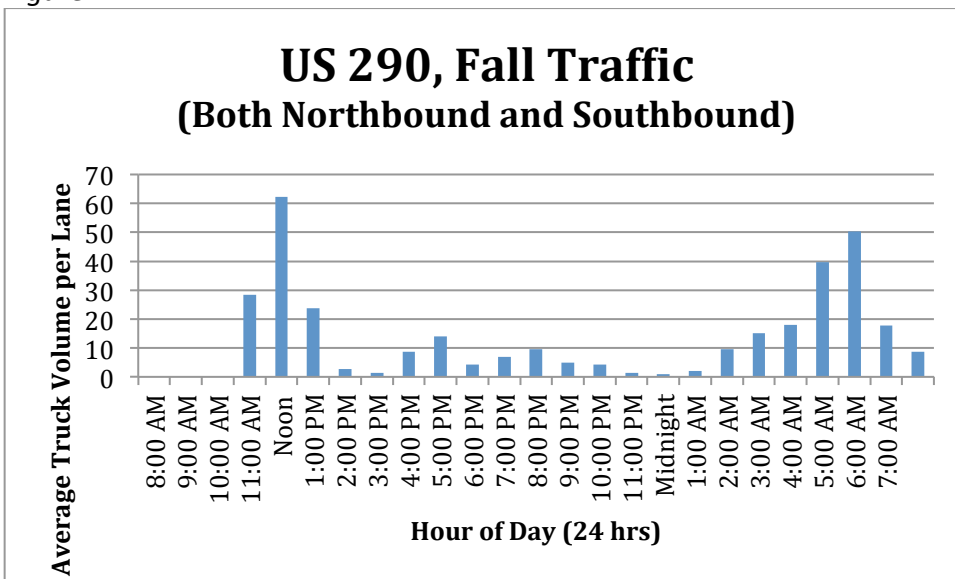 US 290, Fall Traffic
(Both Northbound and Southbound)
Average Truck Volume per Lane
70
60
50
40
30
20
10
0
8:00 AM
9:00 AM
10:00 AM
11:00 AM
Noon
1:00 PM
2:00 PM
3:00 PM
4:00 PM
5:00 PM
6:00 PM
7:00 PM
8:00 PM
9:00 PM
10:00 PM
11:00 PM
Midnight
1:00 AM
2:00 AM
3:00 AM
4:00 AM
5:00 AM
6:00 AM
7:00 AM
Hour of Day (24 hrs)